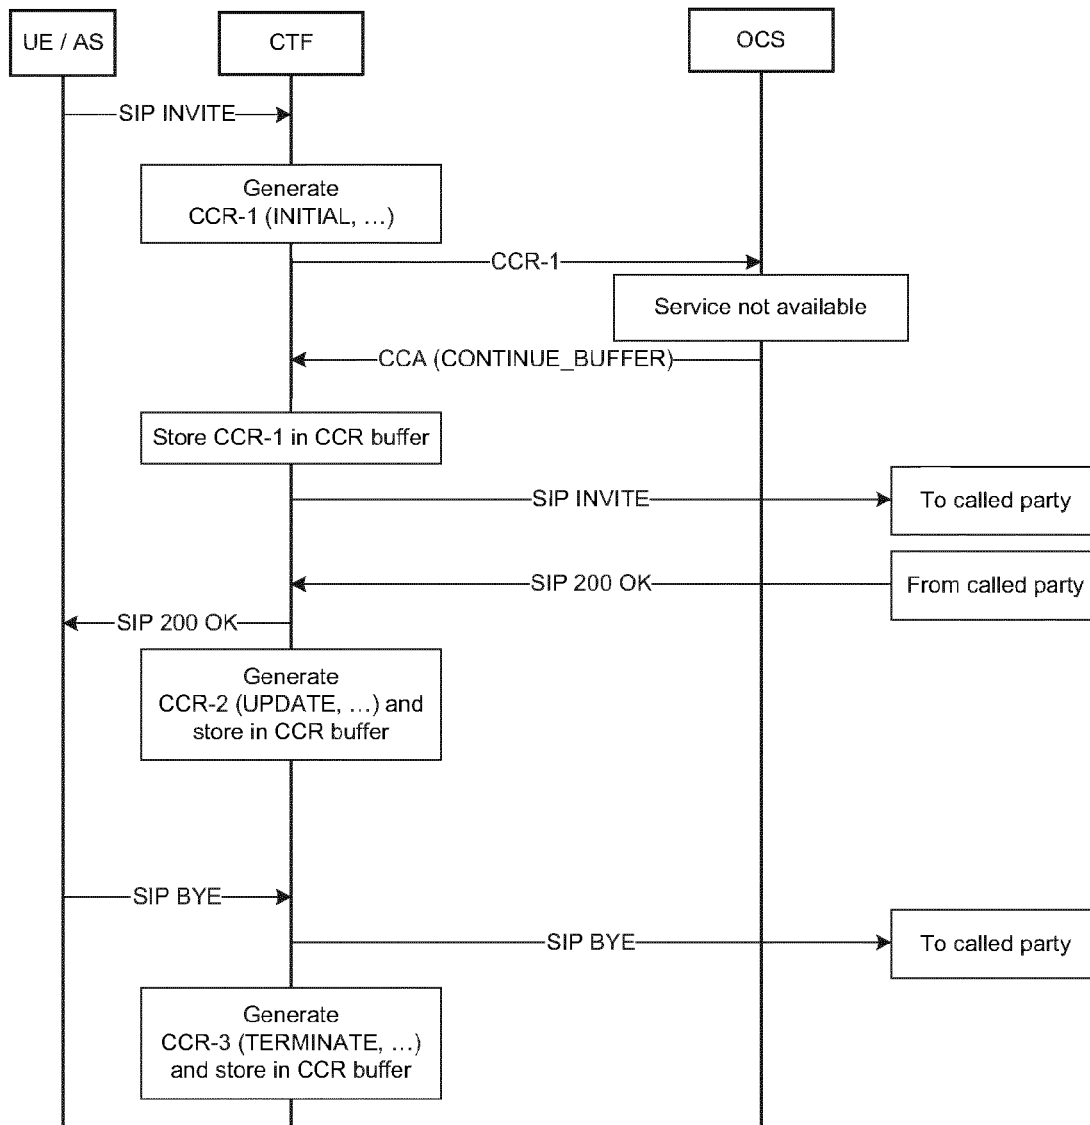 UE / AS
CTF
OCS
SIP INVITE
Generate
CCR-1 (INITIAL, …)
CCR-1
Service not available
CCA (CONTINUE_BUFFER)
Store CCR-1 in CCR buffer
SIP INVITE
To called party
SIP 200 OK
From called party
SIP 200 OK
Generate
CCR-2 (UPDATE, …) and
store in CCR buffer
SIP BYE
SIP BYE
To called party
Generate
CCR-3 (TERMINATE, …)
and store in CCR buffer